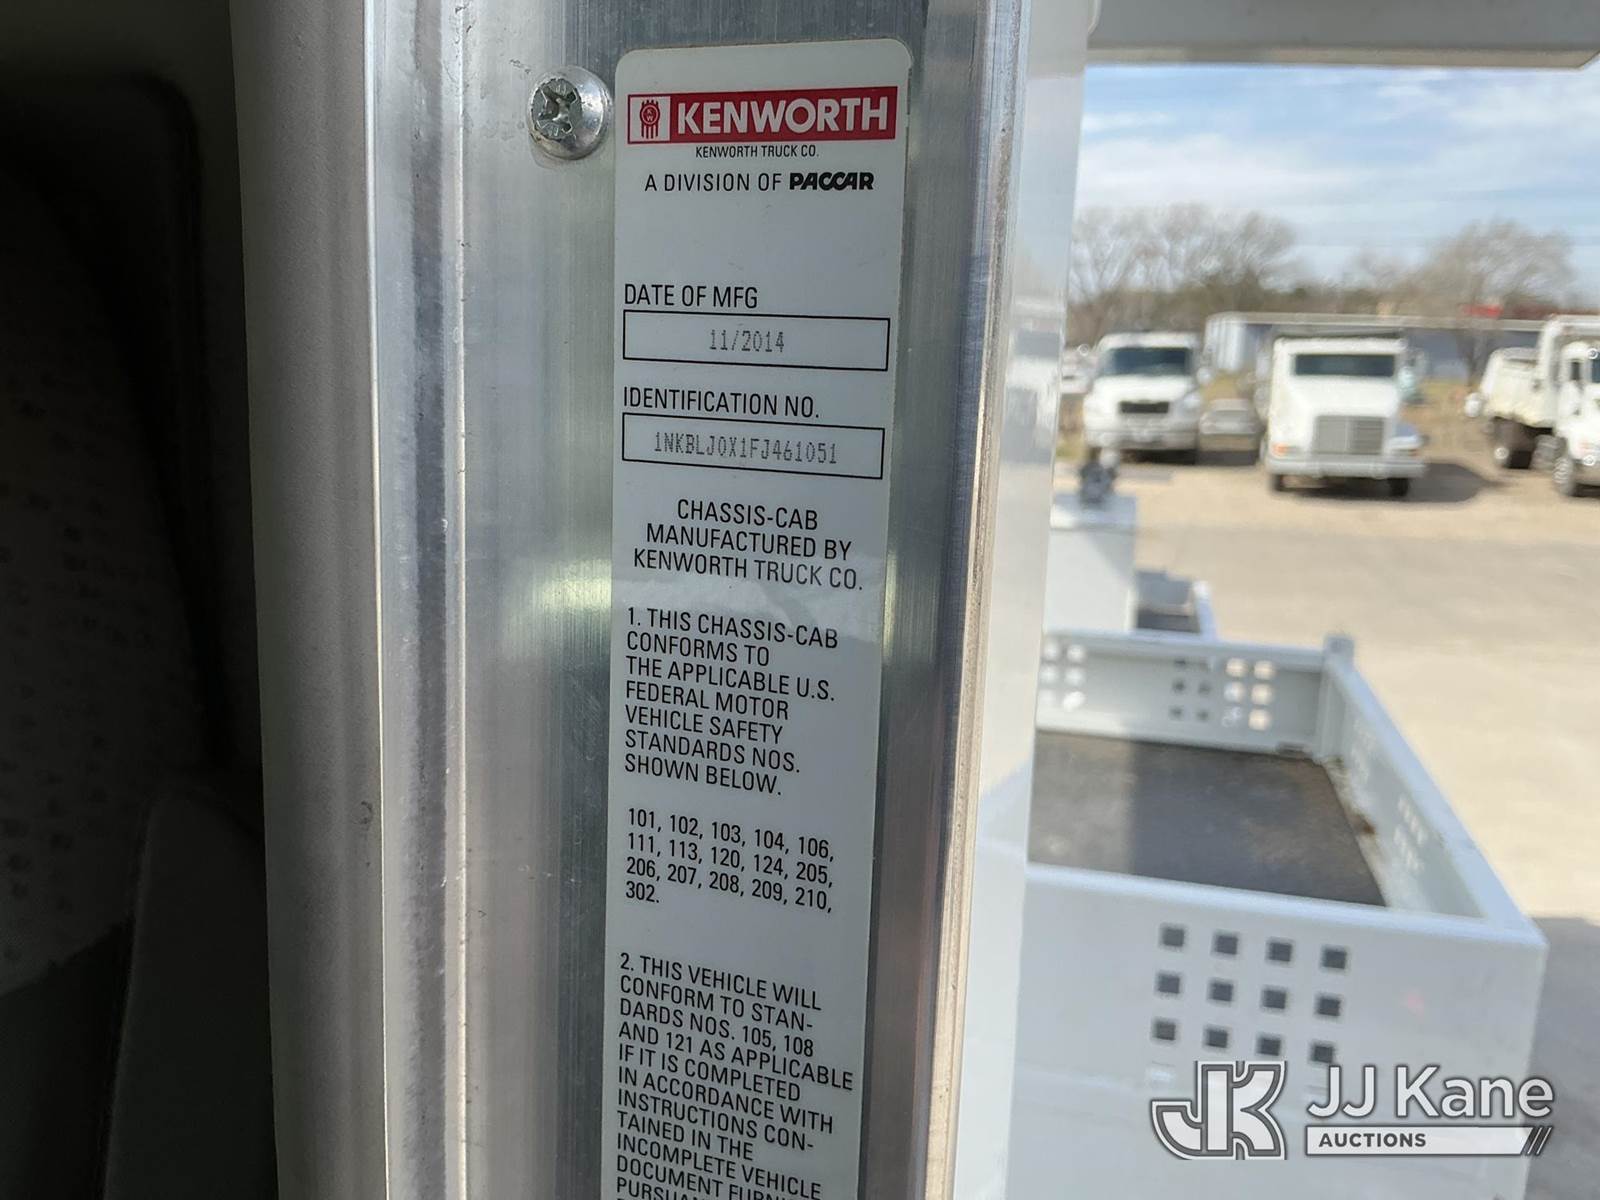 KENWORTH
KENWORTH TRUCK CO.
A DIVISION OF PACCAR
DATE OF MFG
11/2014
IDENTIFICATION NO.
1NKBLJ0X1FJ461051
CHASSIS-CAB
MANUFACTURED BY
KENWORTH TRUCK CO.
1. THIS CHASSIS-CAB
CONFORMS TO
THE APPLICABLE U.S.
FEDERAL MOTOR
VEHICLE SAFETY
STANDARDS NOS.
SHOWN BELOW.
101, 102, 103, 104, 106,
111, 113, 120, 124, 205,
206, 207, 208, 209, 210,
302.
2. THIS VEHICLE WILL
CONFORM TO STAN-
DARDS NOS. 105, 108
AND 121 AS APPLICABLE
IF IT IS COMPLETED
IN ACCORDANCE WITH
INSTRUCTIONS CON-
TAINED IN THE
INCOMPLETE VEHICLE
DOCUMENT
JK JJ Kane
AUCTIONS